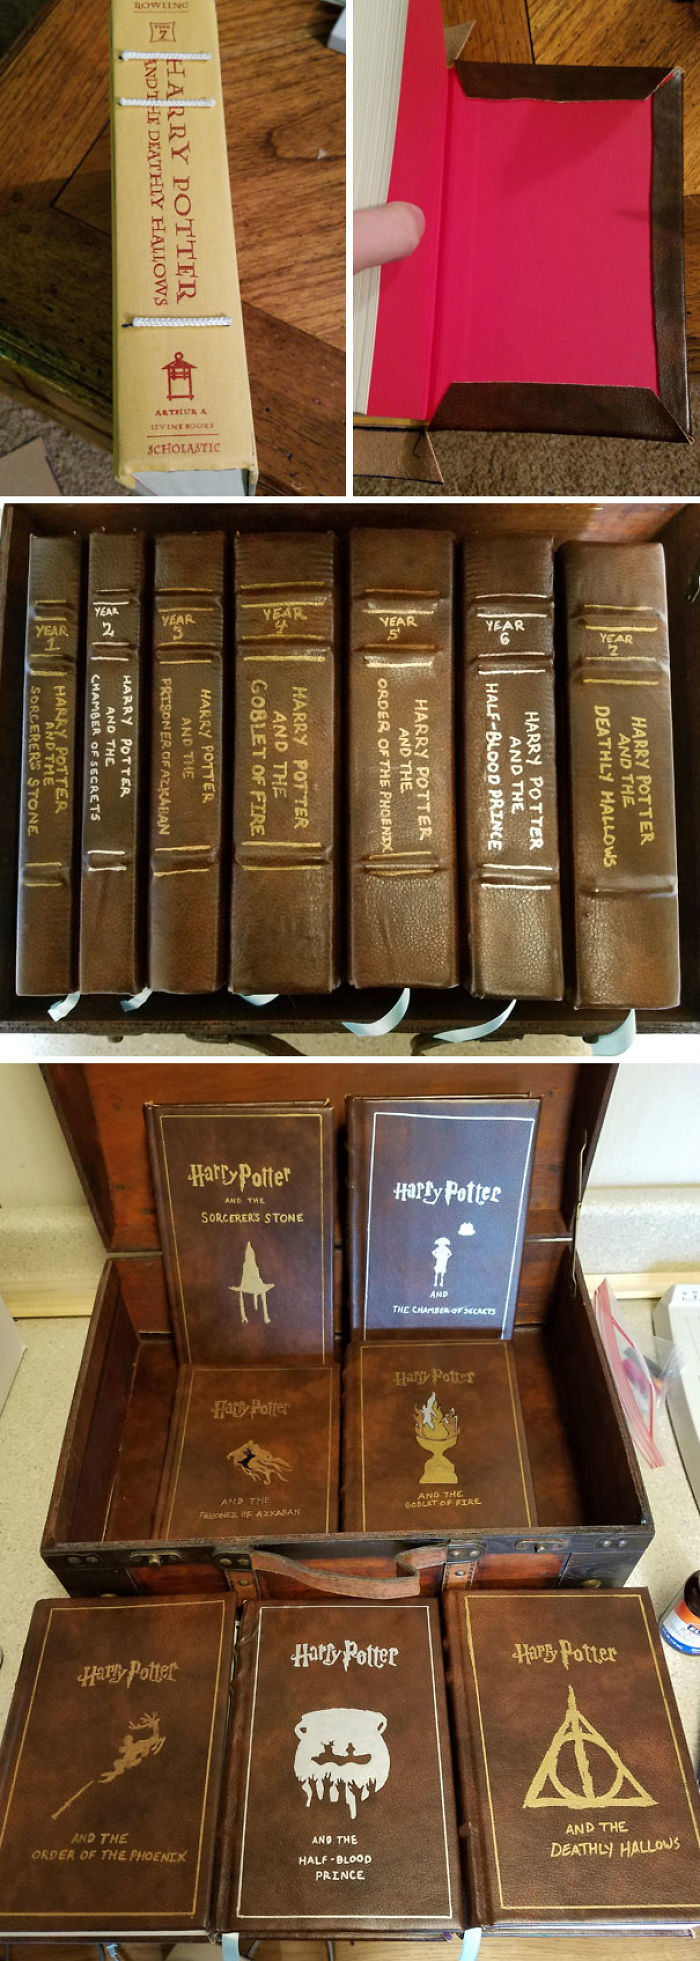 ROWLING
YEAR
7
HARRY POTTER
AND THE DEATHLY HALLOWS
ARTHUR A.
LEVINE BOOKS
SCHOLASTIC
YEAR
1
HARRY POTTER
AND THE
SORCERER'S STONE
YEAR
2
HARRY POTTER
AND THE
CHAMBER OF SECRETS
YEAR
3
HARRY POTTER
AND THE
PRISONER OF AZKABAN
YEAR
4
HARRY POTTER
AND THE
GOBLET OF FIRE
YEAR
5
HARRY POTTER
AND THE
ORDER OF THE PHOENIX
YEAR
6
HARRY POTTER
AND THE
HALF-BLOOD PRINCE
YEAR
7
HARRY POTTER
AND THE
DEATHLY HALLOWS
Harry Potter
AND THE
SORCERER'S STONE
Harry Potter
AND
THE CHAMBER OF SECRETS
Harry Potter
AND THE
PRISONER OF AZKABAN
Harry Potter
AND THE
GOBLET OF FIRE
Harry Potter
AND THE
ORDER OF THE PHOENIX
Harry Potter
AND THE
HALF-BLOOD
PRINCE
Harry Potter
AND THE
DEATHLY HALLOWS